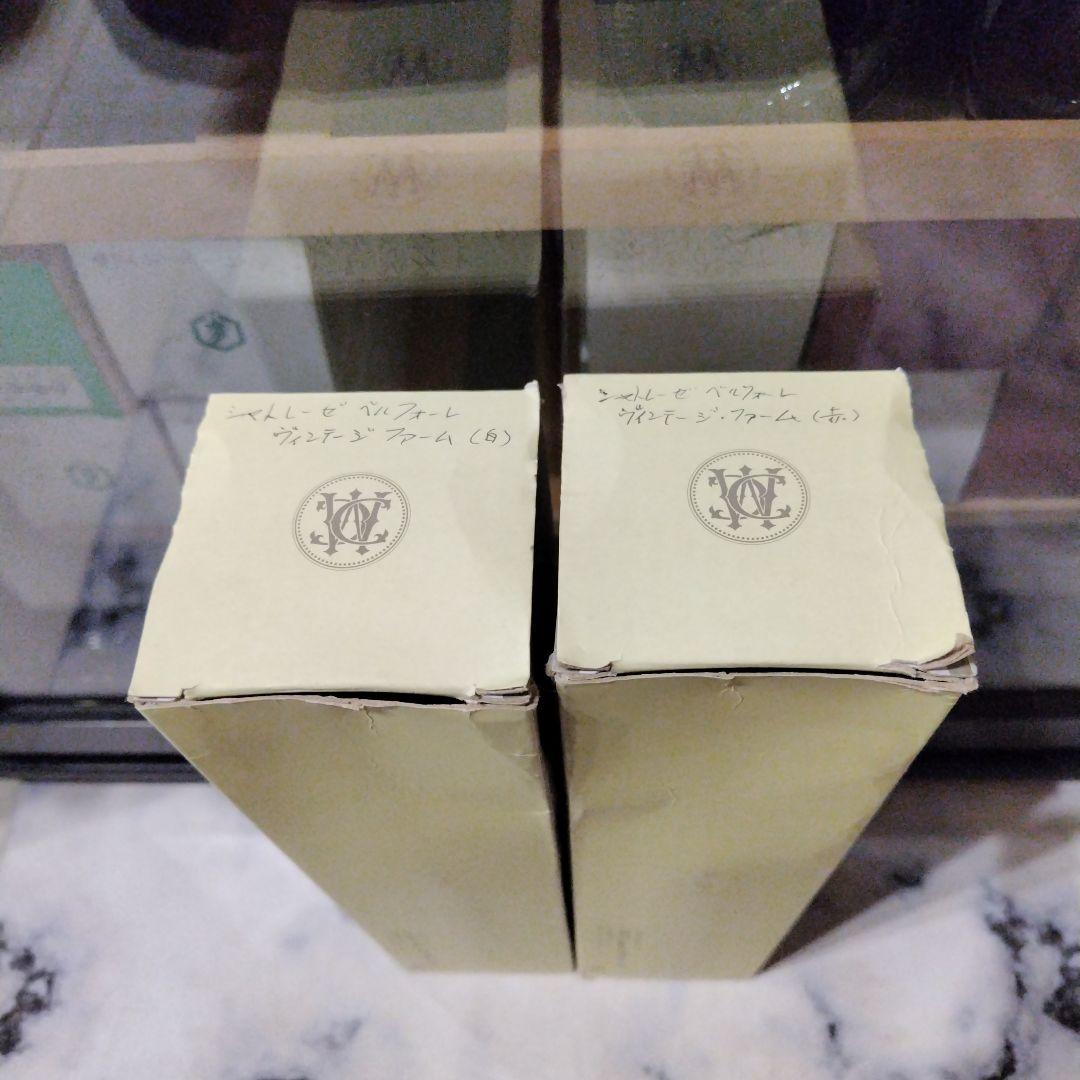 シャトレーゼ ベルフォーレ
ヴィンテージ ファーム (白)
シャトレーゼ ベルフォーレ
ヴィンテージ・ファーム (赤)